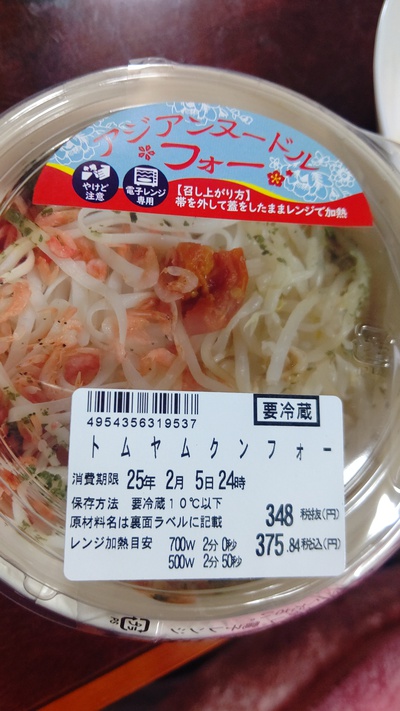 アジアンヌードル
フォー
やけど
注意
電子レンジ
専用
【召し上がり方】
帯を外して蓋をしたままレンジで加熱
4954356319537
要冷蔵
トムヤムクンフォー
消費期限 25年 2月 5日24時
保存方法 要冷蔵10℃以下
原材料名は裏面ラベルに記載
348 税抜(円)
レンジ加熱目安 700W 2分 0秒
375.84税込(円)
500W 2分 50秒